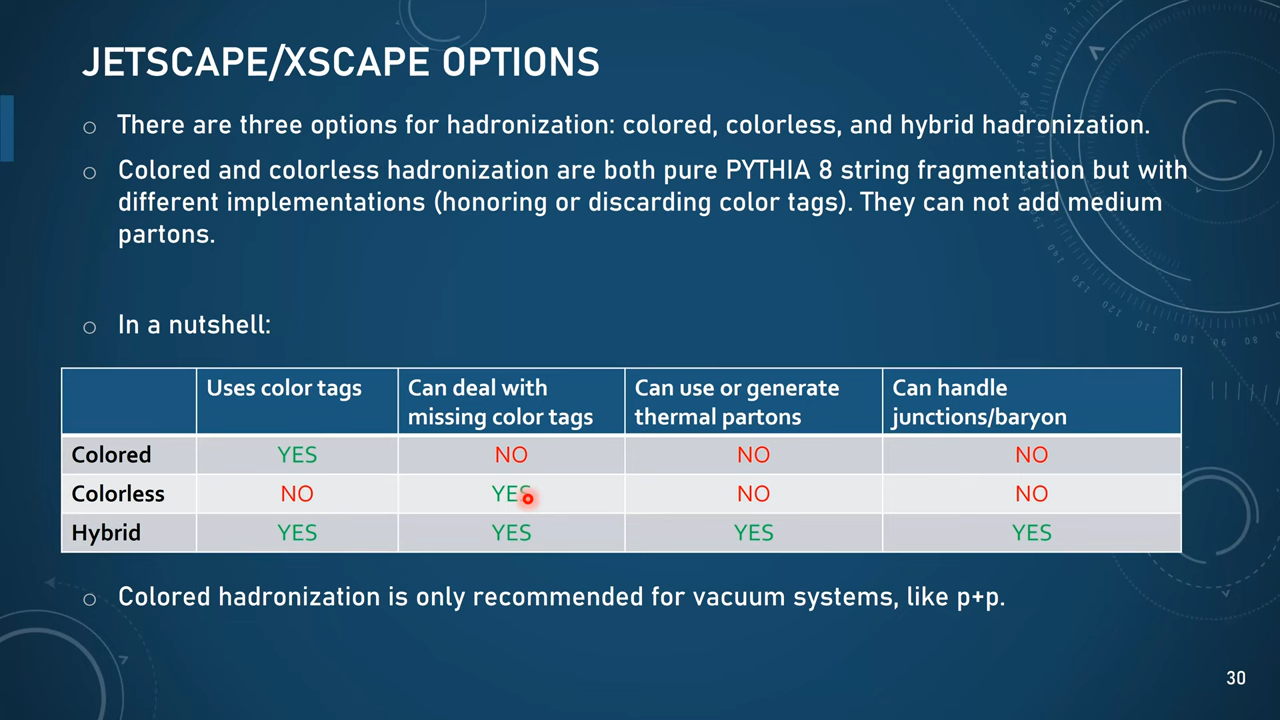 JETSCAPE/XSCAPE OPTIONS
○ There are three options for hadronization: colored, colorless, and hybrid hadronization.
○ Colored and colorless hadronization are both pure PYTHIA 8 string fragmentation but with
different implementations (honoring or discarding color tags). They can not add medium
partons.
○ In a nutshell:
Uses color tags | Can deal with missing color tags | Can use or generate thermal partons | Can handle junctions/baryon
Colored | YES | NO | NO | NO
Colorless | NO | YES | NO | NO
Hybrid | YES | YES | YES | YES
○ Colored hadronization is only recommended for vacuum systems, like p+p.
30